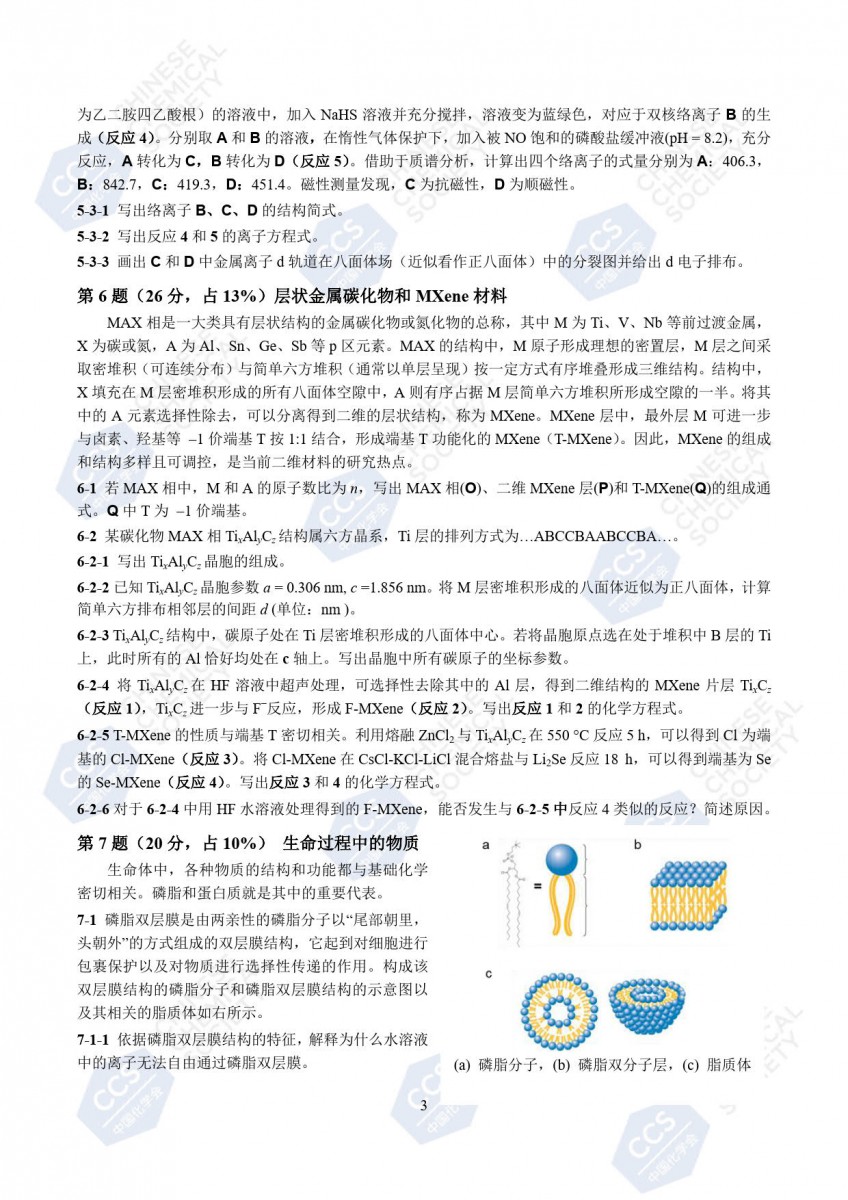 为乙二胺四乙酸根）的溶液中，加入 NaHS 溶液并充分搅拌，溶液变为蓝绿色，对应于双核络离子 B 的生
成（反应 4）。分别取 A 和 B 的溶液，在惰性气体保护下，加入被 NO 饱和的磷酸盐缓冲液(pH = 8.2)，充分
反应，A 转化为 C，B 转化为 D（反应 5）。借助于质谱分析，计算出四个络离子的式量分别为 A：406.3，
B：842.7，C：419.3，D：451.4。磁性测量发现，C 为抗磁性，D 为顺磁性。
5-3-1 写出络离子 B、C、D 的结构简式。
5-3-2 写出反应 4 和 5 的离子方程式。
5-3-3 画出 C 和 D 中金属离子 d 轨道在八面体场（近似看作正八面体）中的分裂图并给出 d 电子排布。
第 6 题（26 分，占 13%）层状金属碳化物和 MXene 材料
MAX 相是一大类具有层状结构的金属碳化物或氮化物的总称，其中 M 为 Ti、V、Nb 等前过渡金属，
X 为碳或氮，A 为 Al、Sn、Ge、Sb 等 p 区元素。MAX 的结构中，M 原子形成理想的密置层，M 层之间采
取密堆积（可连续分布）与简单六方堆积（通常以单层呈现）按一定方式有序堆叠形成三维结构。结构中，
X 填充在 M 层密堆积形成的所有八面体空隙中，A 则有序占据 M 层简单六方堆积所形成空隙的一半。将其
中的 A 元素选择性除去，可以分离得到二维的层状结构，称为 MXene。MXene 层中，最外层 M 可进一步
与卤素、羟基等 –1 价端基 T 按 1:1 结合，形成端基 T 功能化的 MXene（T-MXene）。因此，MXene 的组成
和结构多样且可调控，是当前二维材料的研究热点。
6-1 若 MAX 相中，M 和 A 的原子数比为 n，写出 MAX 相(O)、二维 MXene 层(P)和 T-MXene(Q)的组成通
式。Q 中 T 为 –1 价端基。
6-2 某碳化物 MAX 相 TiₓAlᵧC_z 结构属六方晶系，Ti 层的排列方式为…ABCCBAABCCBA…。
6-2-1 写出 TiₓAlᵧC_z 晶胞的组成。
6-2-2 已知 TiₓAlᵧC_z 晶胞参数 a = 0.306 nm, c =1.856 nm。将 M 层密堆积形成的八面体近似为正八面体，计算
简单六方排布相邻层的间距 d (单位：nm )。
6-2-3 TiₓAlᵧC_z 结构中，碳原子处在 Ti 层密堆积形成的八面体中心。若将晶胞原点选在处于堆积中 B 层的 Ti
上，此时所有的 Al 恰好均处在 c 轴上。写出晶胞中所有碳原子的坐标参数。
6-2-4 将 TiₓAlᵧC_z 在 HF 溶液中超声处理，可选择性去除其中的 Al 层，得到二维结构的 MXene 片层 TiₓC_z
（反应 1），TiₓC_z 进一步与 F⁻反应，形成 F-MXene（反应 2）。写出反应 1 和 2 的化学方程式。
6-2-5 T-MXene 的性质与端基 T 密切相关。利用熔融 ZnCl₂ 与 TiₓAlᵧC_z 在 550 °C 反应 5 h，可以得到 Cl 为端
基的 Cl-MXene（反应 3）。将 Cl-MXene 在 CsCl-KCl-LiCl 混合熔盐与 Li₂Se 反应 18 h，可以得到端基为 Se
的 Se-MXene（反应 4）。写出反应 3 和 4 的化学方程式。
6-2-6 对于 6-2-4 中用 HF 水溶液处理得到的 F-MXene，能否发生与 6-2-5 中反应 4 类似的反应？简述原因。
第 7 题（20 分，占 10%） 生命过程中的物质
生命体中，各种物质的结构和功能都与基础化学
密切相关。磷脂和蛋白质就是其中的重要代表。
7-1 磷脂双层膜是由两亲性的磷脂分子以“尾部朝里，
头朝外”的方式组成的双层膜结构，它起到对细胞进行
包裹保护以及对物质进行选择性传递的作用。构成该
双层膜结构的磷脂分子和磷脂双层膜结构的示意图以
及其相关的脂质体如右所示。
7-1-1 依据磷脂双层膜结构的特征，解释为什么水溶液
中的离子无法自由通过磷脂双层膜。
a
=
b
c
(a) 磷脂分子，(b) 磷脂双分子层，(c) 脂质体
3